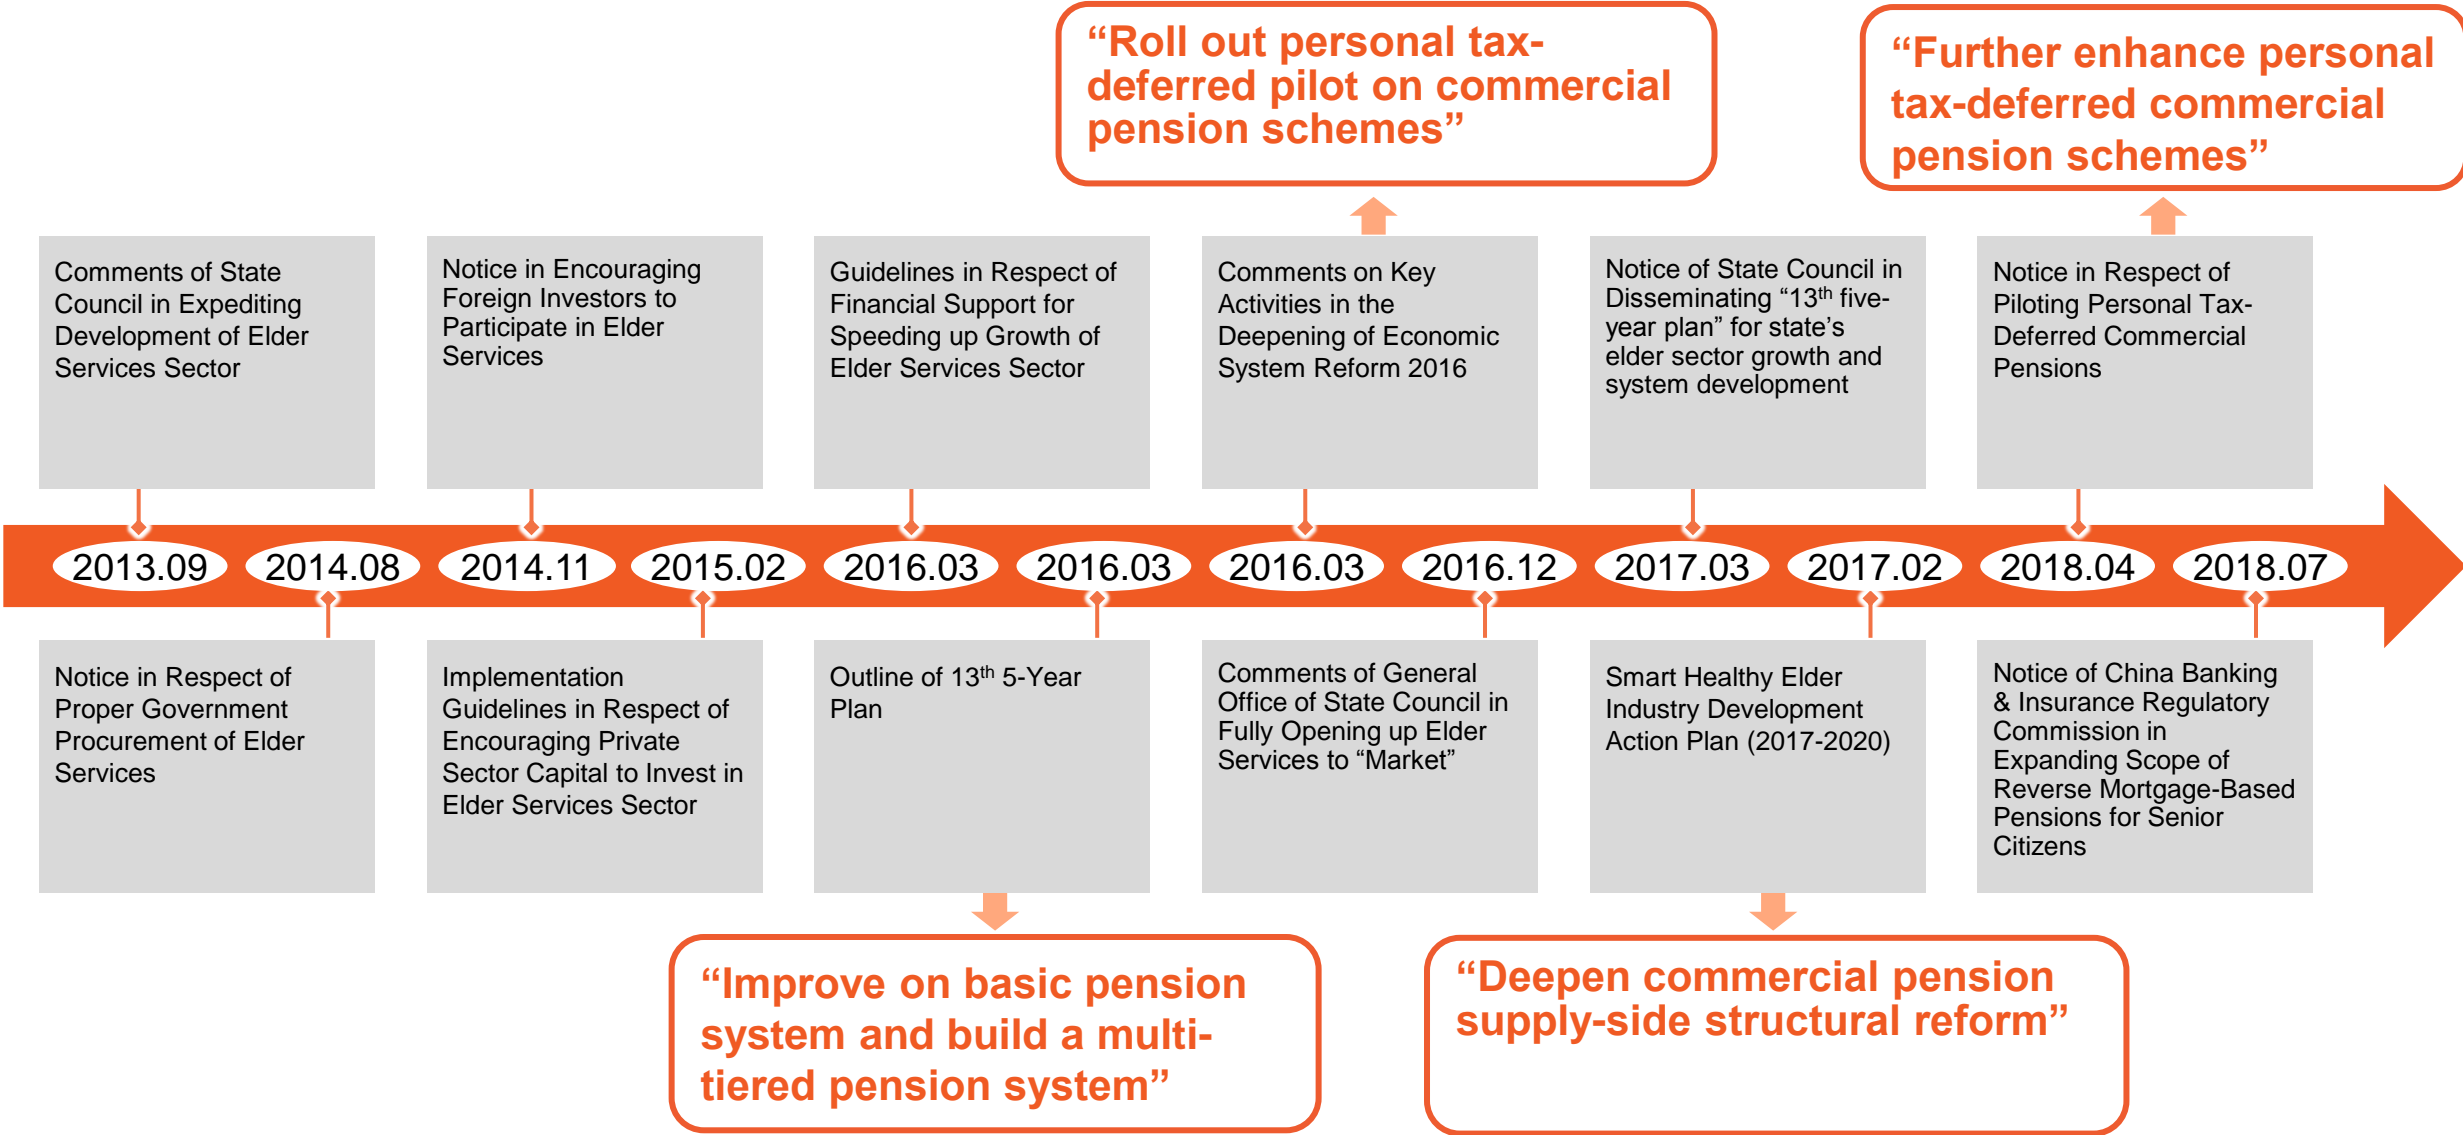 “Roll out personal tax-
deferred pilot on commercial
pension schemes”
“Further enhance personal
tax-deferred commercial
pension schemes”
Comments of State
Council in Expediting
Development of Elder
Services Sector
Notice in Encouraging
Foreign Investors to
Participate in Elder
Services
Guidelines in Respect of
Financial Support for
Speeding up Growth of
Elder Services Sector
Comments on Key
Activities in the
Deepening of Economic
System Reform 2016
Notice of State Council in
Disseminating “13th five-
year plan” for state’s
elder sector growth and
system development
Notice in Respect of
Piloting Personal Tax-
Deferred Commercial
Pensions
2013.09
2014.08
2014.11
2015.02
2016.03
2016.03
2016.03
2016.12
2017.03
2017.02
2018.04
2018.07
Notice in Respect of
Proper Government
Procurement of Elder
Services
Implementation
Guidelines in Respect of
Encouraging Private
Sector Capital to Invest in
Elder Services Sector
Outline of 13th 5-Year
Plan
Comments of General
Office of State Council in
Fully Opening up Elder
Services to “Market”
Smart Healthy Elder
Industry Development
Action Plan (2017-2020)
Notice of China Banking
& Insurance Regulatory
Commission in
Expanding Scope of
Reverse Mortgage-Based
Pensions for Senior
Citizens
“Improve on basic pension
system and build a multi-
tiered pension system”
“Deepen commercial pension
supply-side structural reform”